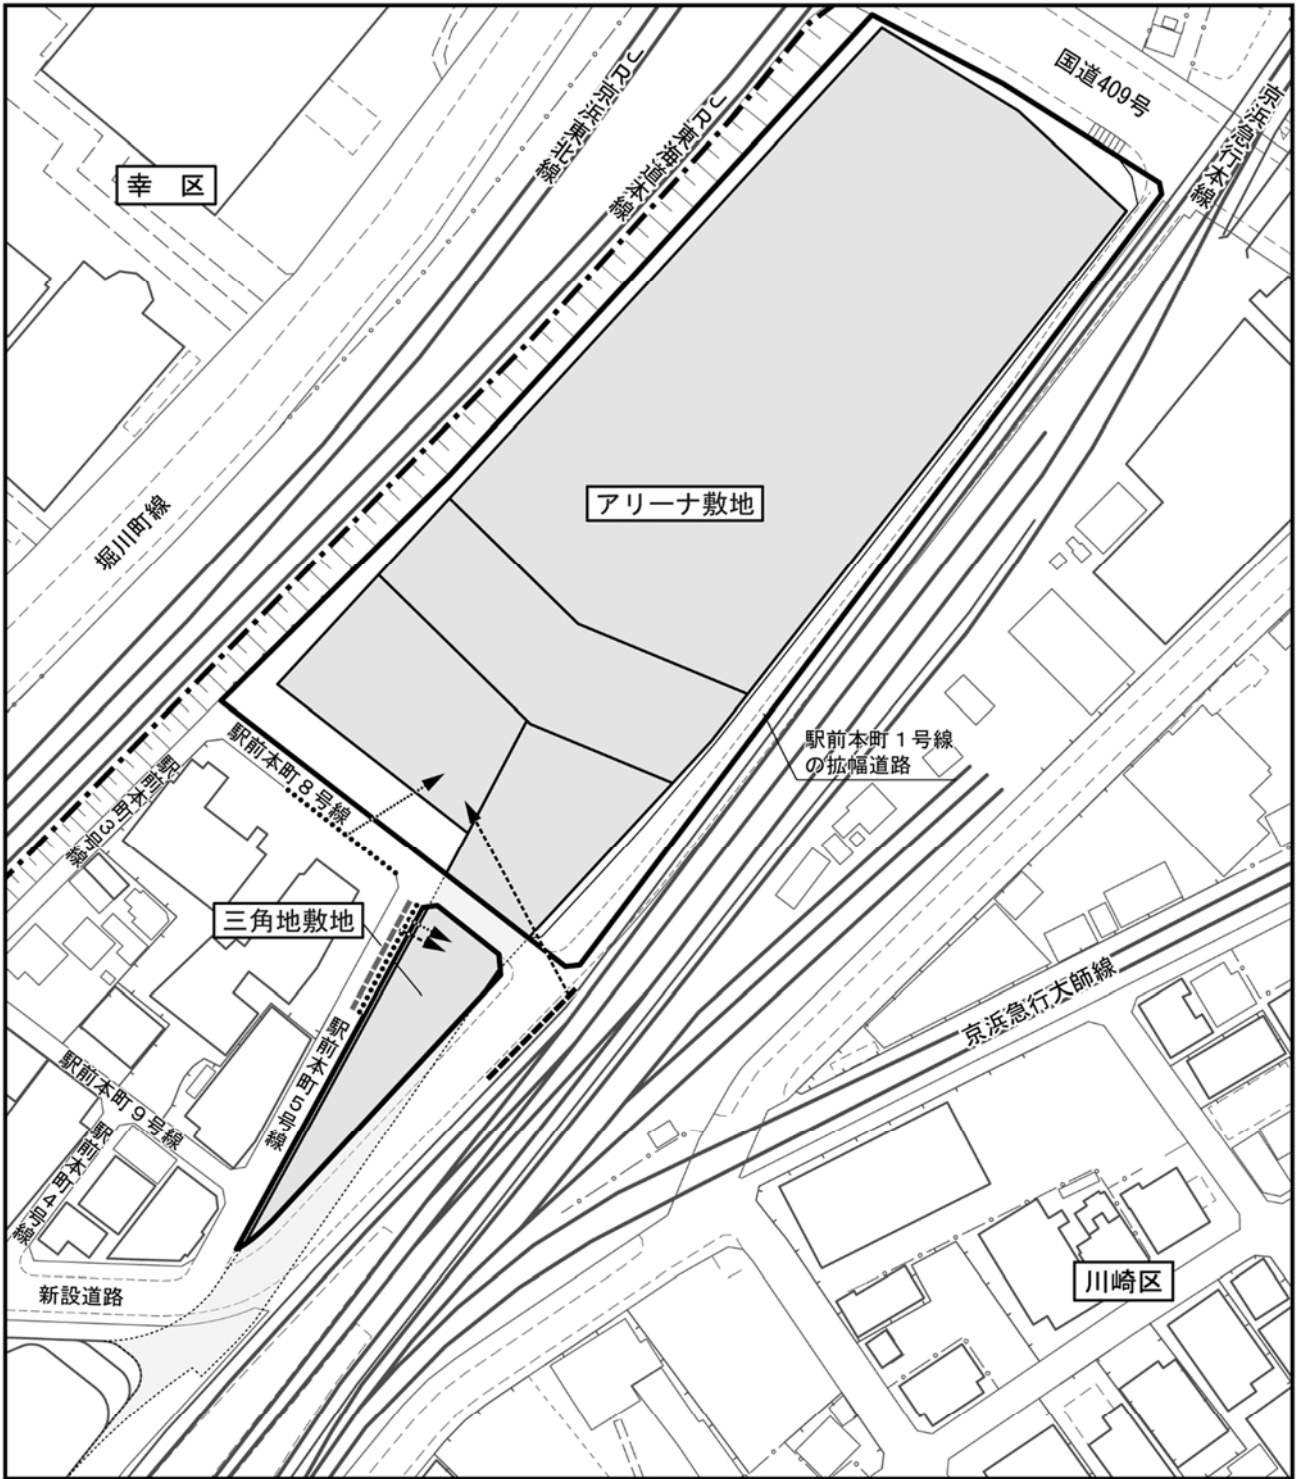 国道409号
京浜急行本線
JR京浜東北線
JR東海道本線
幸 区
アリーナ敷地
堀川町線
駅前本町１号線
の拡幅道路
駅前本町８号線
駅前本町３号線
三角地敷地
京浜急行大師線
駅前本町５号線
駅前本町９号線
駅前本町４号線
川崎区
新設道路